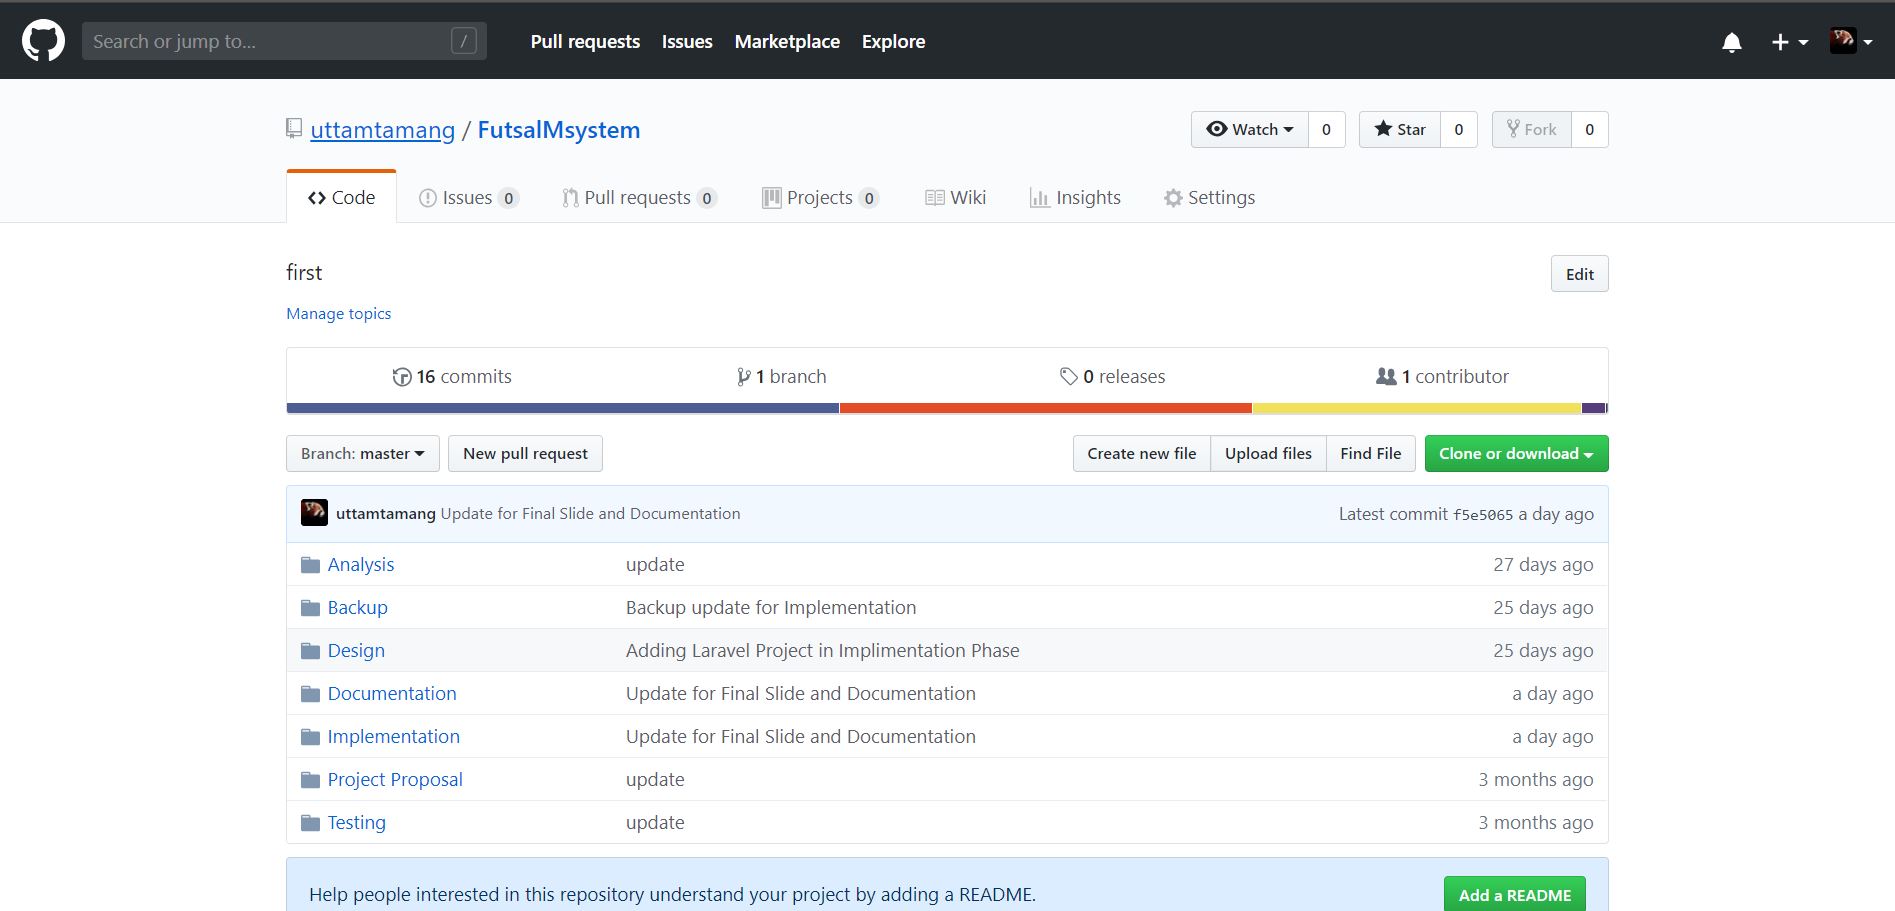 Search or jump to... /
Pull requests Issues Marketplace Explore
uttamtamang / FutsalMsystem
Watch 0 Star 0 Fork 0
Code Issues 0 Pull requests 0 Projects 0 Wiki Insights Settings
first Edit
Manage topics
16 commits 1 branch 0 releases 1 contributor
Branch: master New pull request Create new file Upload files Find File Clone or download
uttamtamang Update for Final Slide and Documentation Latest commit f5e5065 a day ago
Analysis update 27 days ago
Backup Backup update for Implementation 25 days ago
Design Adding Laravel Project in Implimentation Phase 25 days ago
Documentation Update for Final Slide and Documentation a day ago
Implementation Update for Final Slide and Documentation a day ago
Project Proposal update 3 months ago
Testing update 3 months ago
Help people interested in this repository understand your project by adding a README. Add a README